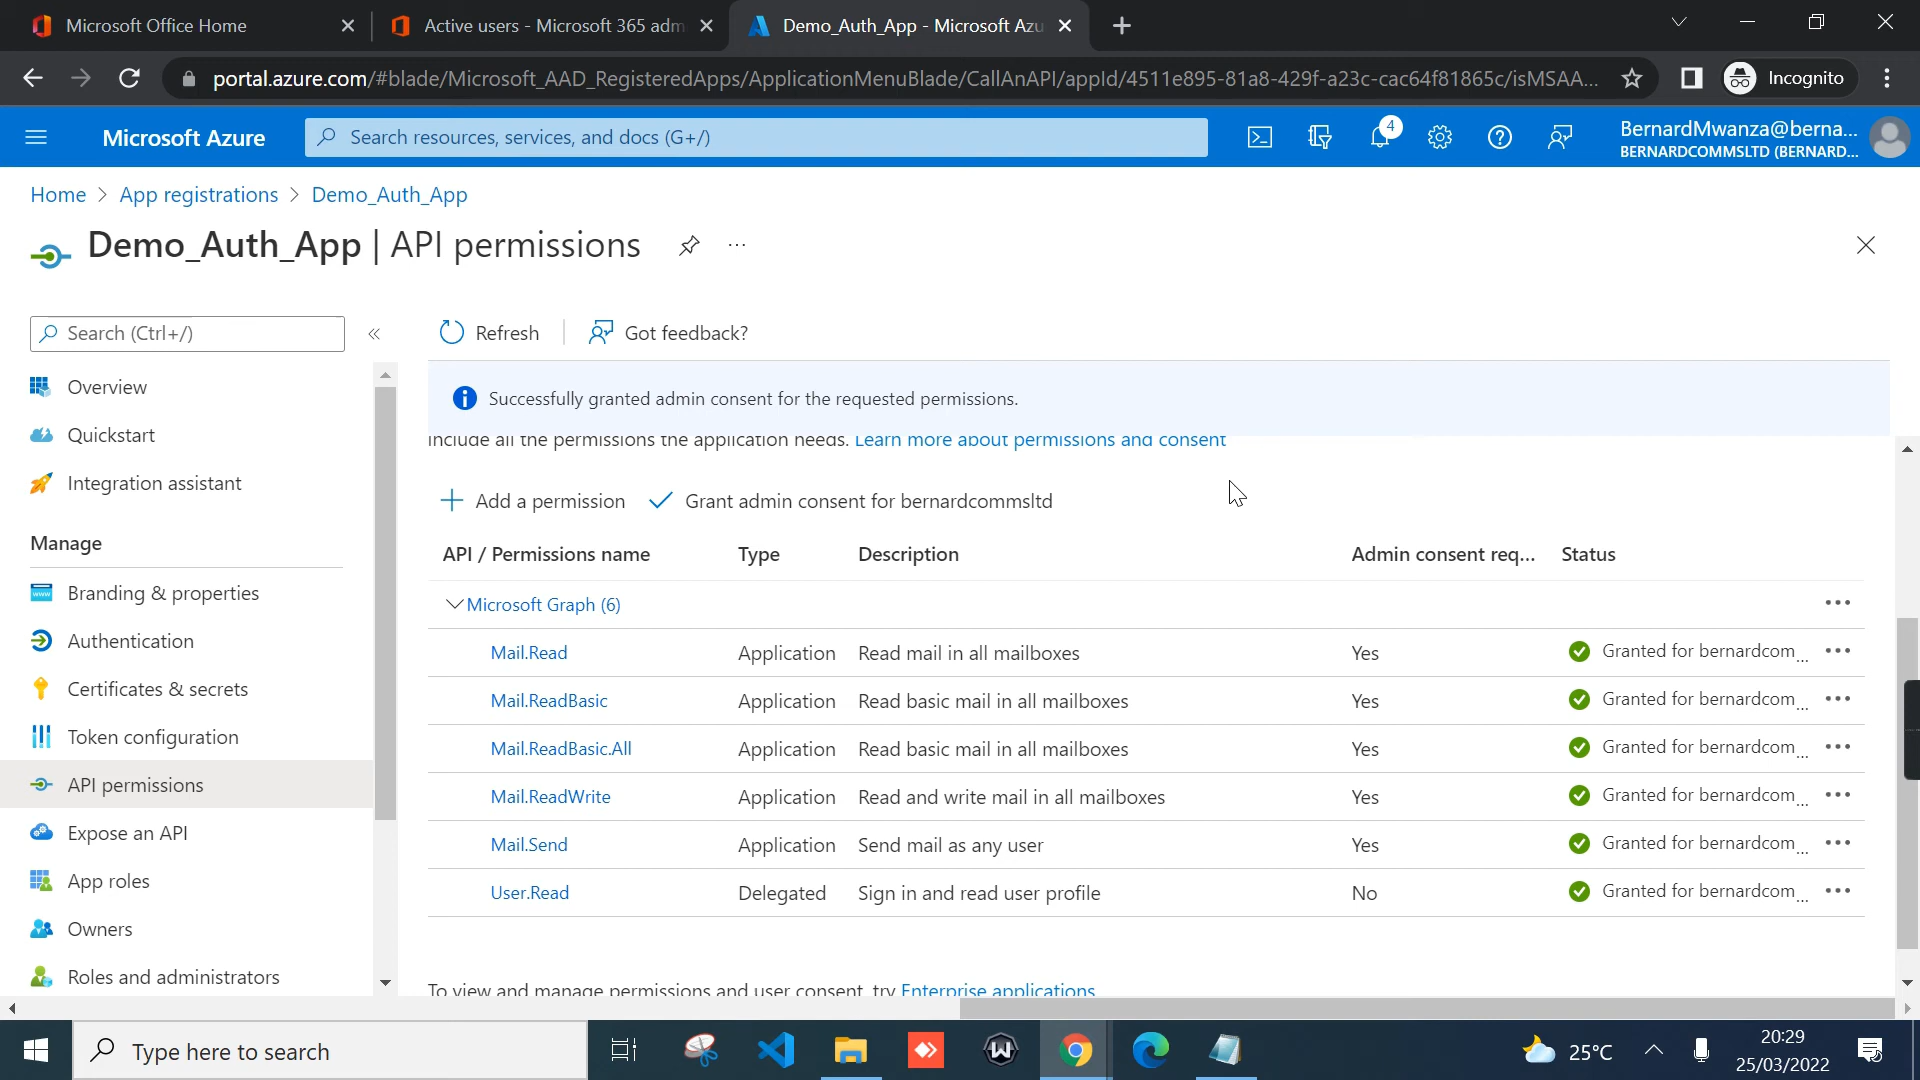 Microsoft Office Home
Active users - Microsoft 365 adm
Demo_Auth_App - Microsoft Azu
portal.azure.com/#blade/Microsoft_AAD_RegisteredApps/ApplicationMenuBlade/CallAnAPI/appId/4511e895-81a8-429f-a23c-cac64f81865c/isMSAA...
Incognito
Microsoft Azure
Search resources, services, and docs (G+/)
4
BernardMwanza@berna...
BERNARDCOMMSLTD (BERNARD...
Home > App registrations > Demo_Auth_App
Demo_Auth_App | API permissions
Search (Ctrl+/)
Refresh
Got feedback?
Overview
Quickstart
Integration assistant
Manage
Branding & properties
Authentication
Certificates & secrets
Token configuration
API permissions
Expose an API
App roles
Owners
Roles and administrators
Successfully granted admin consent for the requested permissions.
include all the permissions the application needs. Learn more about permissions and consent
Add a permission
Grant admin consent for bernardcommsltd
API / Permissions name Type Description Admin consent req... Status
Microsoft Graph (6)
Mail.Read Application Read mail in all mailboxes Yes Granted for bernardcom...
Mail.ReadBasic Application Read basic mail in all mailboxes Yes Granted for bernardcom...
Mail.ReadBasic.All Application Read basic mail in all mailboxes Yes Granted for bernardcom...
Mail.ReadWrite Application Read and write mail in all mailboxes Yes Granted for bernardcom...
Mail.Send Application Send mail as any user Yes Granted for bernardcom...
User.Read Delegated Sign in and read user profile No Granted for bernardcom...
To view and manage permissions and user consent, try Enterprise applications
Type here to search
25°C
20:29
25/03/2022